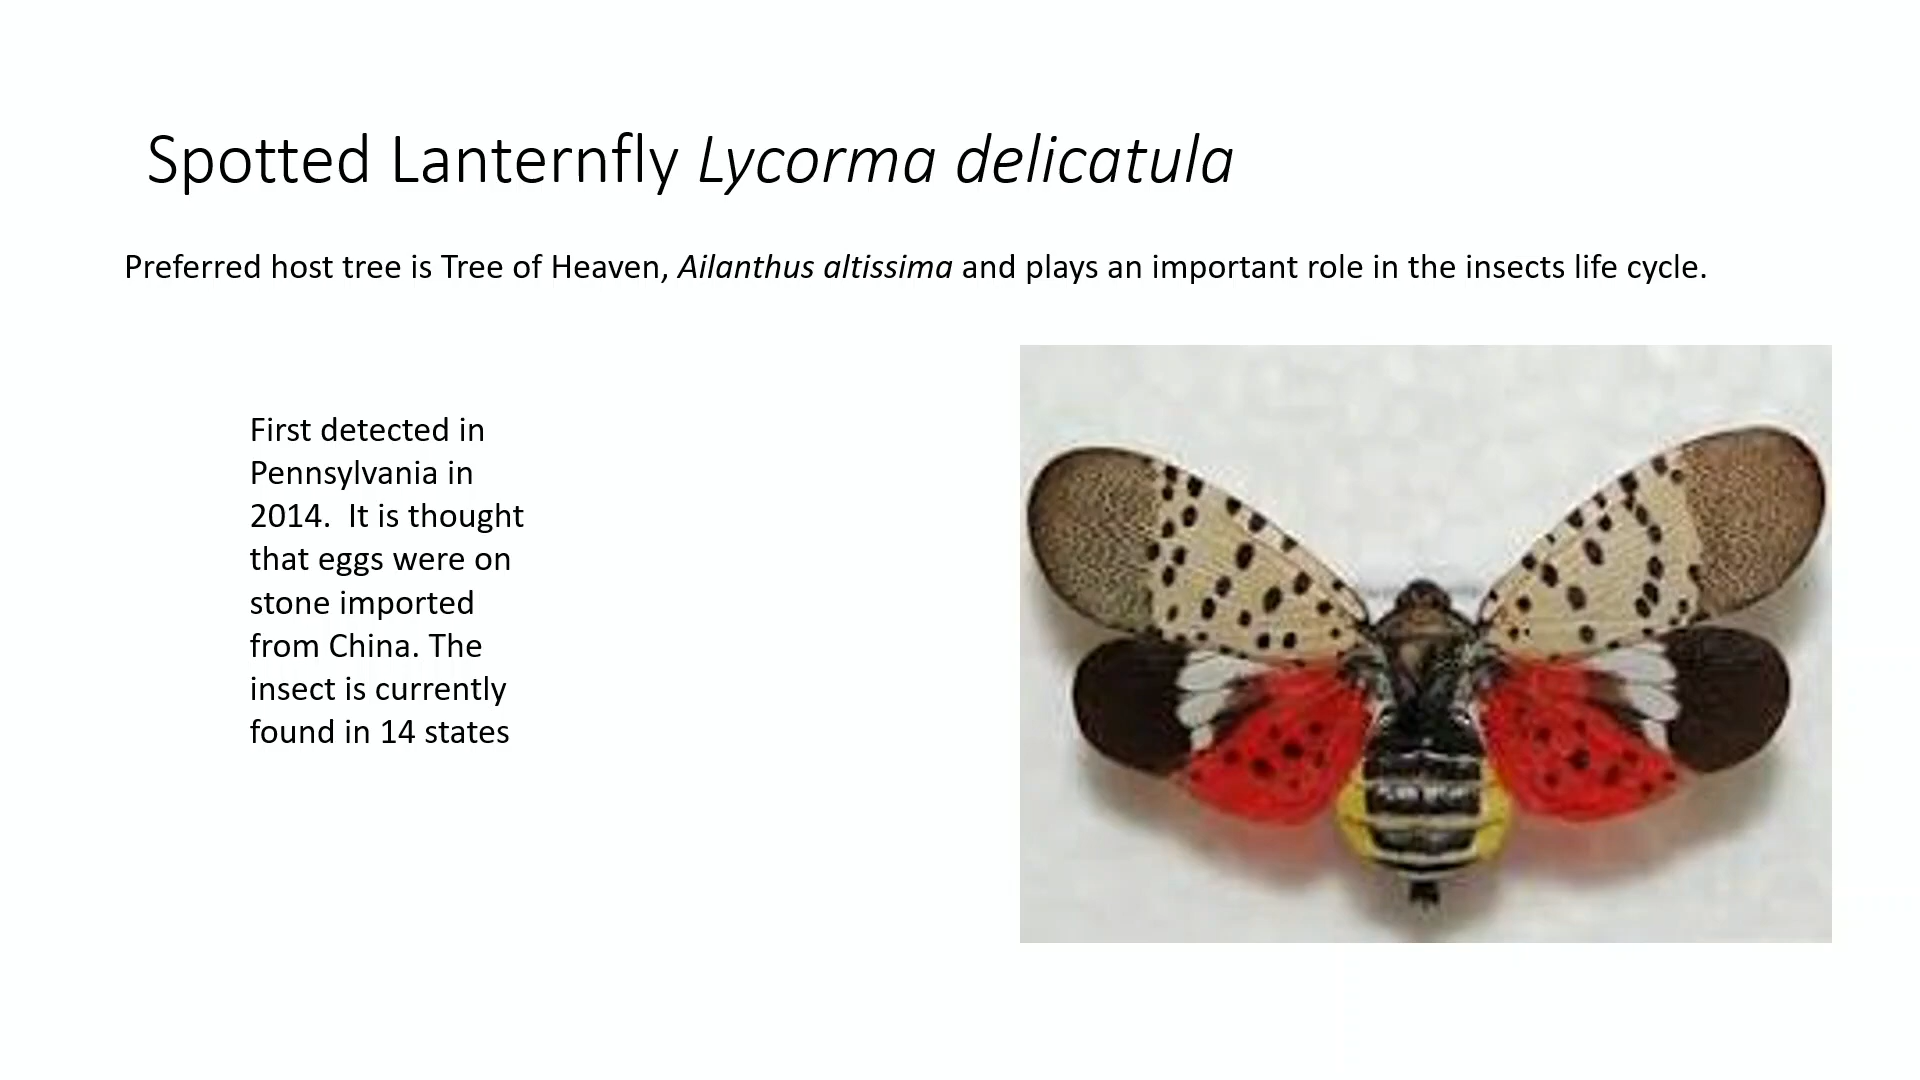 Spotted Lanternfly Lycorma delicatula
Preferred host tree is Tree of Heaven, Ailanthus altissima and plays an important role in the insects life cycle.
First detected in
Pennsylvania in
2014.  It is thought
that eggs were on
stone imported
from China. The
insect is currently
found in 14 states